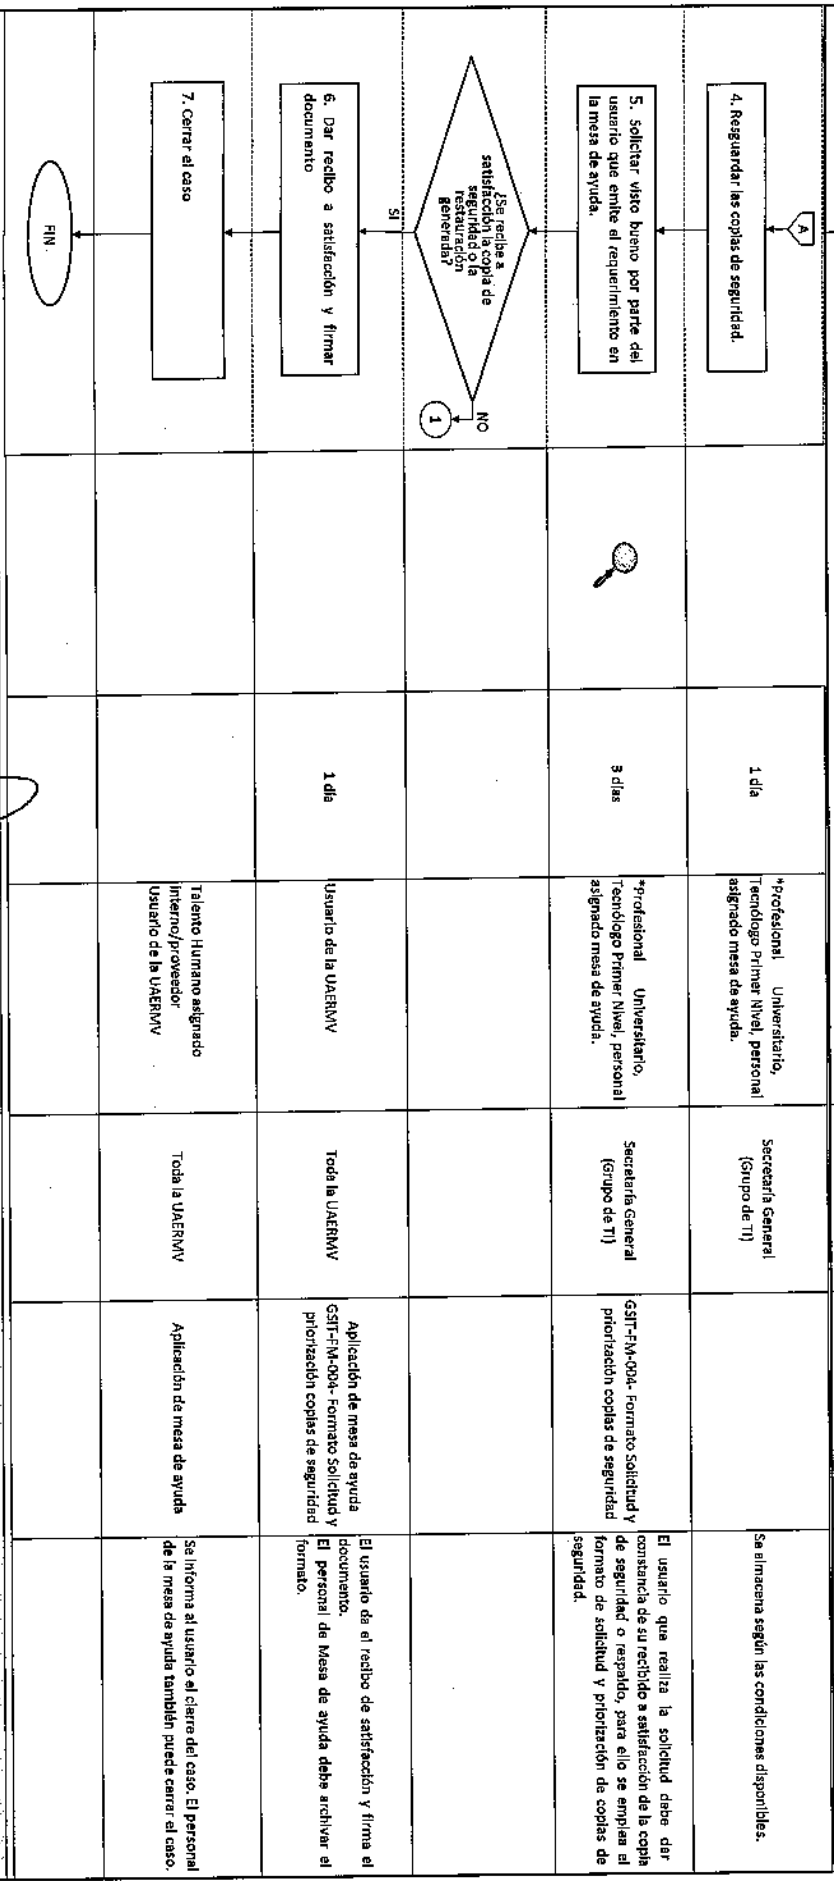 A
4. Resguardar las copias de seguridad.
1 día
*Profesional Universitario,
Tecnólogo Primer Nivel, personal
asignado mesa de ayuda.
Secretaría General
(Grupo de TI)
Se almacena según las condiciones disponibles.
5. Solicitar visto bueno por parte del
usuario que emite el requerimiento en
la mesa de ayuda.
3 días
*Profesional Universitario,
Tecnólogo Primer Nivel, personal
asignado mesa de ayuda.
Secretaría General
(Grupo de TI)
GSIT-FM-004- Formato Solicitud y
priorización copias de seguridad
El usuario que realiza la solicitud debe dar
constancia de su recibido a satisfacción de la copia
de seguridad o respaldo, para ello se emplea el
formato de solicitud y priorización de copias de
seguridad.
¿Se recibe a
satisfacción la copia de
seguridad o la
restauración
generada?
NO
1
SI
6. Dar recibo a satisfacción y firmar
documento
1 día
Usuario de la UAERMV
Toda la UAERMV
Aplicación de mesa de ayuda
GSIT-FM-004- Formato Solicitud y
priorización copias de seguridad
El usuario da el recibo de satisfacción y firma el
documento.
El personal de Mesa de ayuda debe archivar el
formato.
7. Cerrar el caso
Talento Humano asignado
interno/proveedor
Usuario de la UAERMV
Toda la UAERMV
Aplicación de mesa de ayuda
Se informa al usuario el cierre del caso. El personal
de la mesa de ayuda también puede cerrar el caso.
FIN